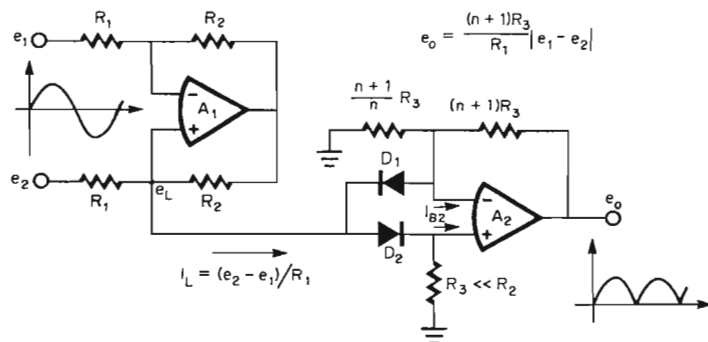 e₁
R₁
R₂
A₁
−
+
e₂
R₁
e_L
R₂
I_L = (e₂ − e₁)/R₁
e₀ = (n + 1)R₃ / R₁ |e₁ − e₂|
n + 1 / n R₃
(n + 1)R₃
D₁
I_B2
D₂
A₂
−
+
e₀
R₃ << R₂